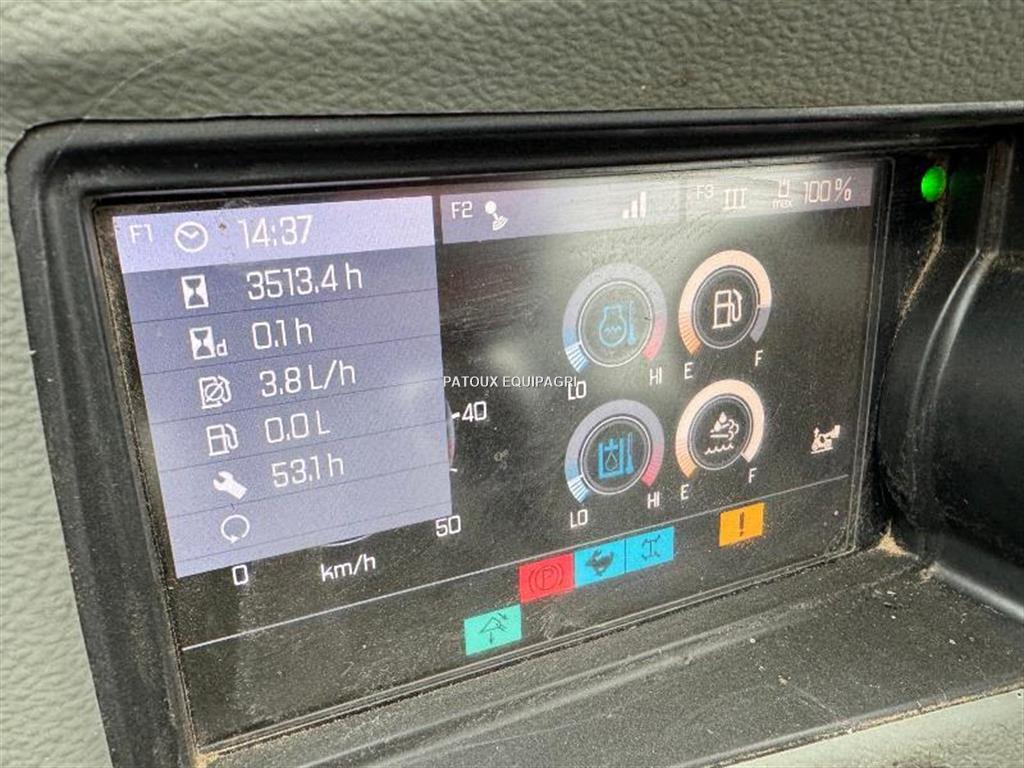 F1 14:37
F2
F3 III max 100%
3513.4 h
0.1 h
d
3.8 L/h
0.0 L
53.1 h
PATOUX EQUIPAGRI
40
50
0 km/h
LO HI
E F
LO HI
E F
P
!